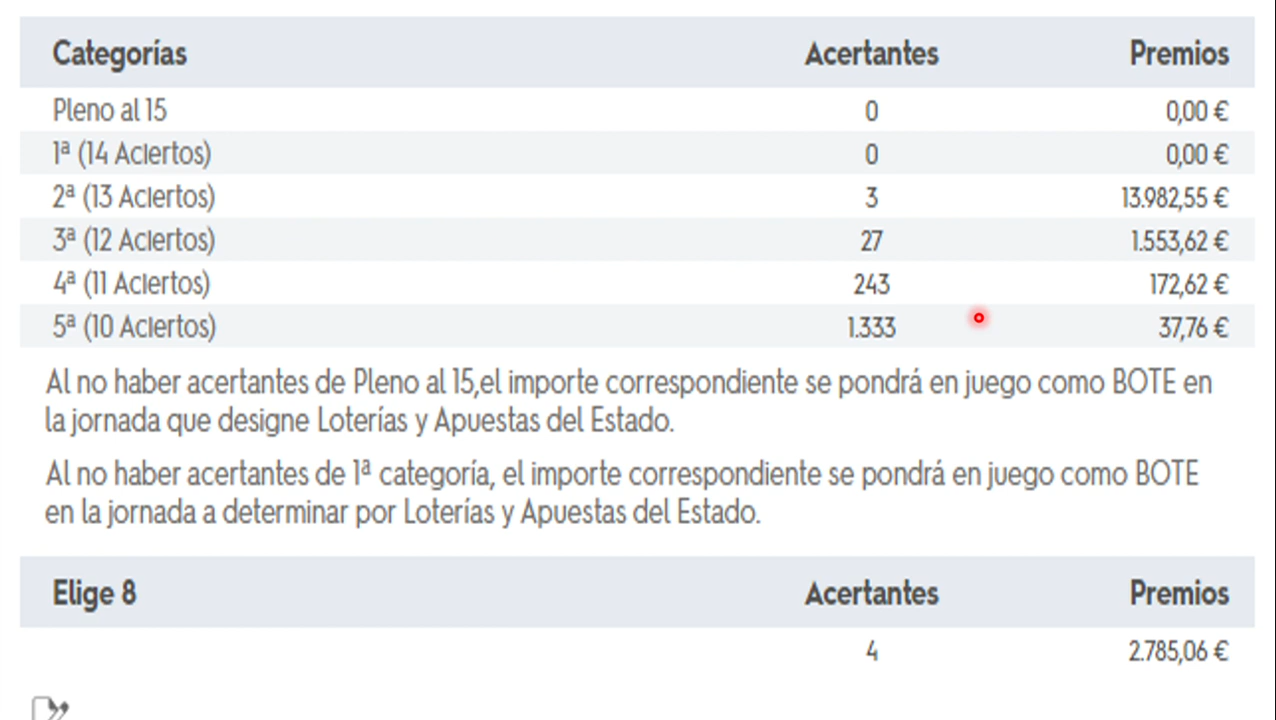 Categorías Acertantes Premios
Pleno al 15 0 0,00 €
1ª (14 Aciertos) 0 0,00 €
2ª (13 Aciertos) 3 13.982,55 €
3ª (12 Aciertos) 27 1.553,62 €
4ª (11 Aciertos) 243 172,62 €
5ª (10 Aciertos) 1.333 37,76 €
Al no haber acertantes de Pleno al 15,el importe correspondiente se pondrá en juego como BOTE en
la jornada que designe Loterías y Apuestas del Estado.
Al no haber acertantes de 1ª categoría, el importe correspondiente se pondrá en juego como BOTE
en la jornada a determinar por Loterías y Apuestas del Estado.
Elige 8 Acertantes Premios
4 2.785,06 €